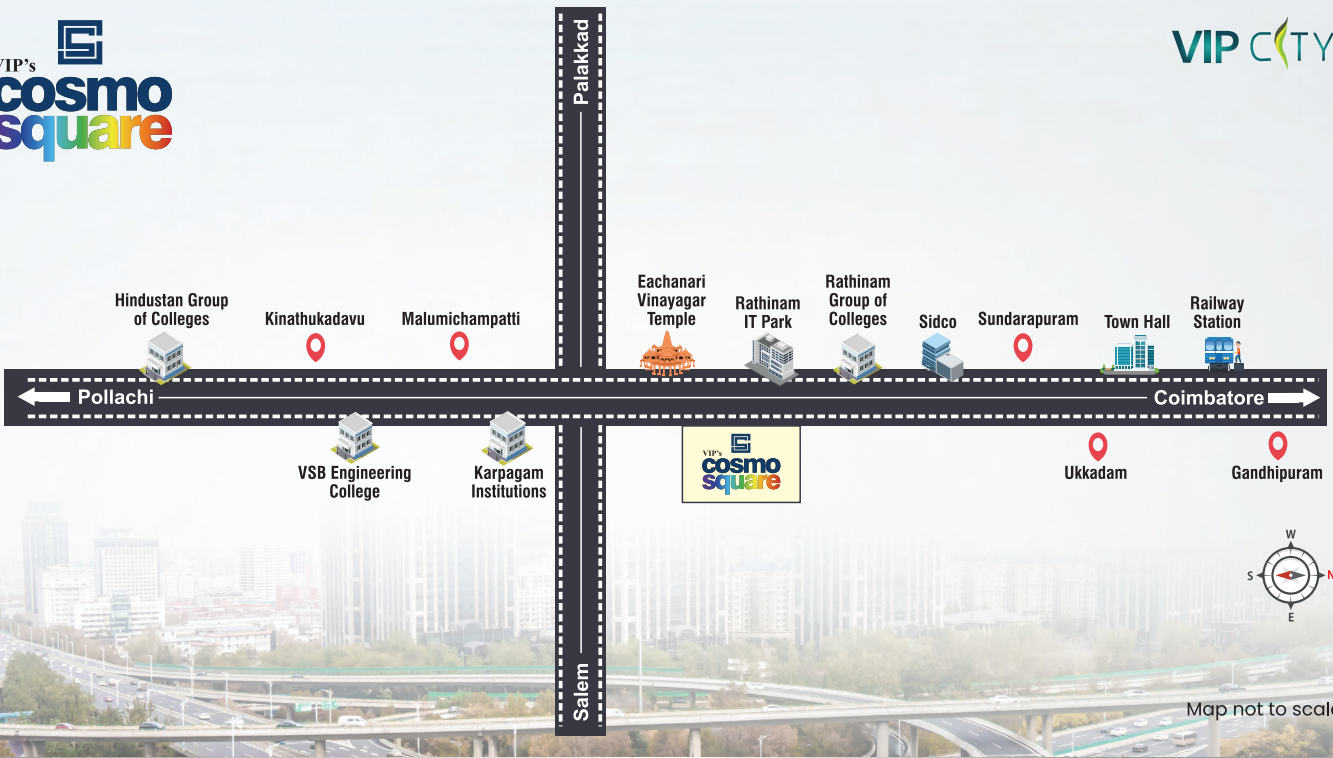 VIP's
cosmo
square
VIP CITY
Palakkad
Hindustan Group
of Colleges
Kinathukadavu
Malumichampatti
Eachanari
Vinayagar
Temple
Rathinam
IT Park
Rathinam
Group of
Colleges
Sidco
Sundarapuram
Town Hall
Railway
Station
Pollachi
Coimbatore
VSB Engineering
College
Karpagam
Institutions
VIP's
cosmo
square
Ukkadam
Gandhipuram
W
S
N
E
Salem
Map not to scale